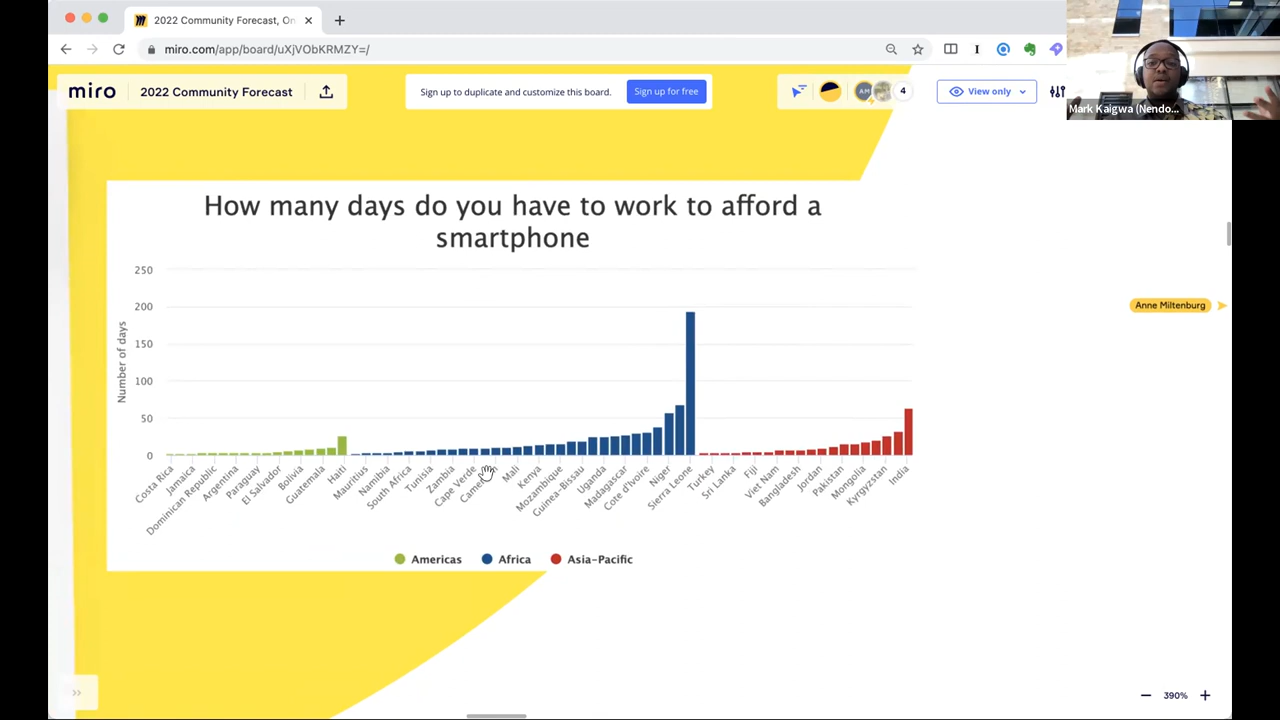 2022 Community Forecast, On
miro.com/app/board/uXjVObKRMZY=/
miro
2022 Community Forecast
Sign up to duplicate and customize this board.
Sign up for free
AM
4
View only
Mark Kaigwa (Nendo...
How many days do you have to work to afford a
smartphone
Number of days
250
200
150
100
50
0
Costa Rica
Jamaica
Dominican Republic
Argentina
Paraguay
El Salvador
Bolivia
Guatemala
Haiti
Mauritius
Namibia
South Africa
Tunisia
Zambia
Cape Verde
Mali
Kenya
Mozambique
Guinea-Bissau
Uganda
Madagascar
Cote d'Ivoire
Niger
Sierra Leone
Turkey
Sri Lanka
Fiji
Viet Nam
Bangladesh
Jordan
Pakistan
Mongolia
Kyrgyzstan
India
Americas
Africa
Asia-Pacific
Anne Miltenburg
390%